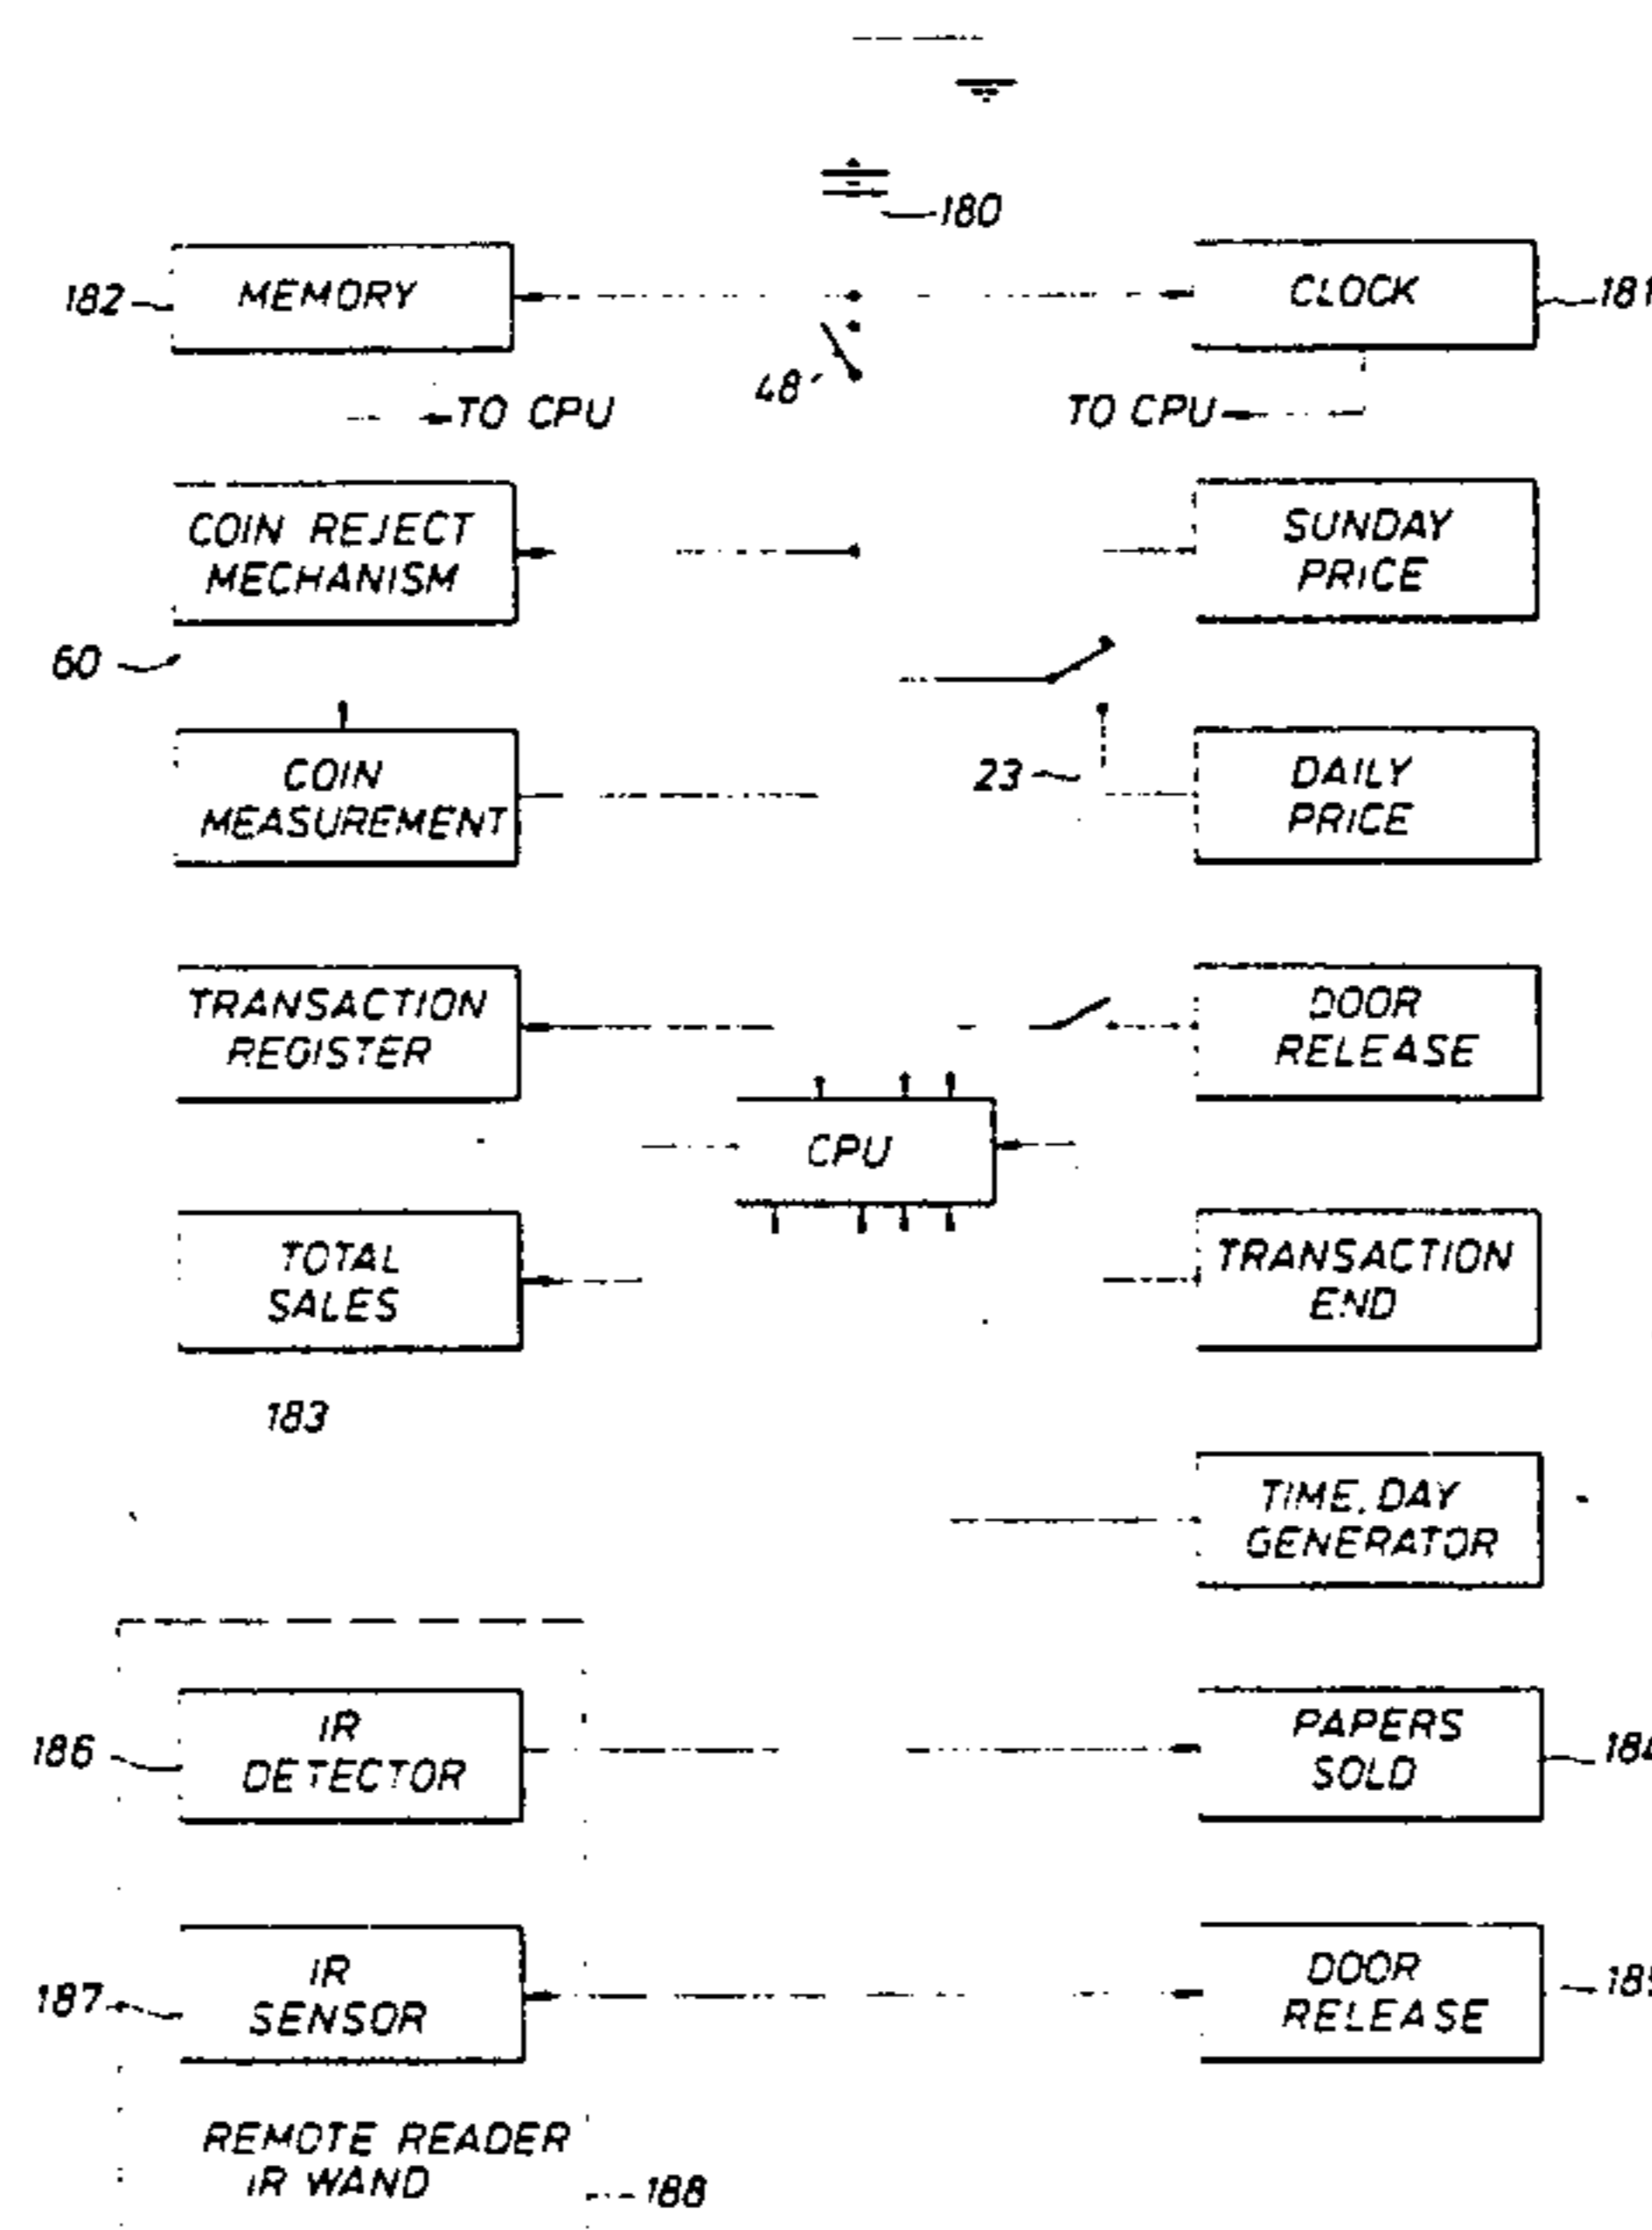 180
182
MEMORY
CLOCK
181
48
TO CPU
TO CPU
COIN REJECT
MECHANISM
SUNDAY
PRICE
60
COIN
MEASUREMENT
23
DAILY
PRICE
TRANSACTION
REGISTER
DOOR
RELEASE
CPU
TOTAL
SALES
TRANSACTION
END
183
TIME, DAY
GENERATOR
186
IR
DETECTOR
PAPERS
SOLD
187
IR
SENSOR
DOOR
RELEASE
REMOTE READER
IR WAND
188